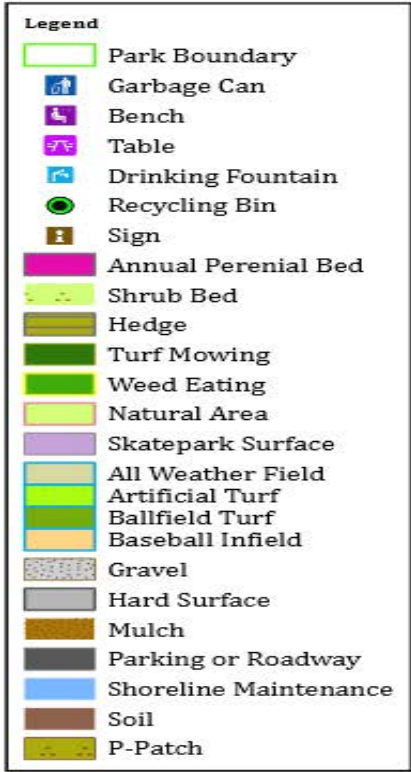 Legend
Park Boundary
Garbage Can
Bench
Table
Drinking Fountain
Recycling Bin
Sign
Annual Perenial Bed
Shrub Bed
Hedge
Turf Mowing
Weed Eating
Natural Area
Skatepark Surface
All Weather Field
Artificial Turf
Ballfield Turf
Baseball Infield
Gravel
Hard Surface
Mulch
Parking or Roadway
Shoreline Maintenance
Soil
P-Patch